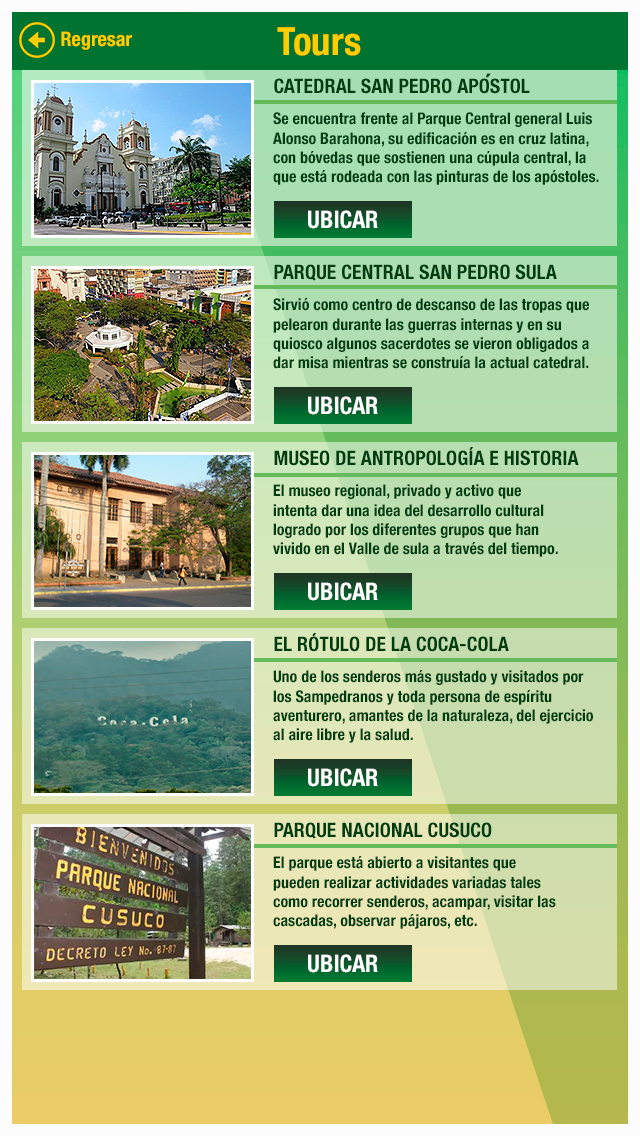 Regresar
Tours
CATEDRAL SAN PEDRO APÓSTOL
Se encuentra frente al Parque Central general Luis
Alonso Barahona, su edificación es en cruz latina,
con bóvedas que sostienen una cúpula central, la
que está rodeada con las pinturas de los apóstoles.
UBICAR
PARQUE CENTRAL SAN PEDRO SULA
Sirvió como centro de descanso de las tropas que
pelearon durante las guerras internas y en su
quiosco algunos sacerdotes se vieron obligados a
dar misa mientras se construía la actual catedral.
UBICAR
MUSEO DE ANTROPOLOGÍA E HISTORIA
El museo regional, privado y activo que
intenta dar una idea del desarrollo cultural
logrado por los diferentes grupos que han
vivido en el Valle de sula a través del tiempo.
UBICAR
Coca-Cola
EL RÓTULO DE LA COCA-COLA
Uno de los senderos más gustado y visitados por
los Sampedranos y toda persona de espíritu
aventurero, amantes de la naturaleza, del ejercicio
al aire libre y la salud.
UBICAR
BIENVENIDOS
PARQUE NACIONAL
CUSUCO
DECRETO LEY No. 87-87
PARQUE NACIONAL CUSUCO
El parque está abierto a visitantes que
pueden realizar actividades variadas tales
como recorrer senderos, acampar, visitar las
cascadas, observar pájaros, etc.
UBICAR